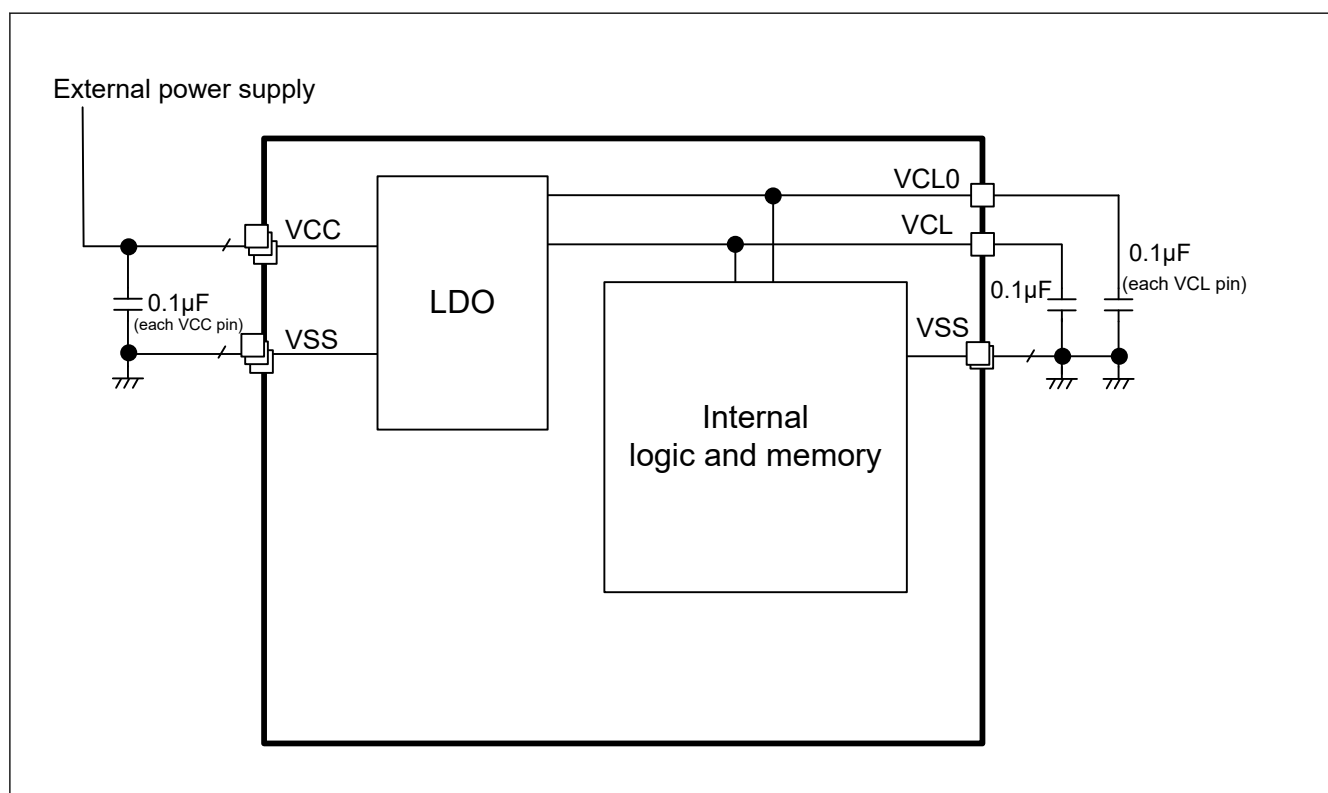 External power supply
VCL0
VCC
VCL
0.1µF
(each VCL pin)
LDO
0.1µF
0.1µF
(each VCC pin)
VSS
VSS
Internal
logic and memory